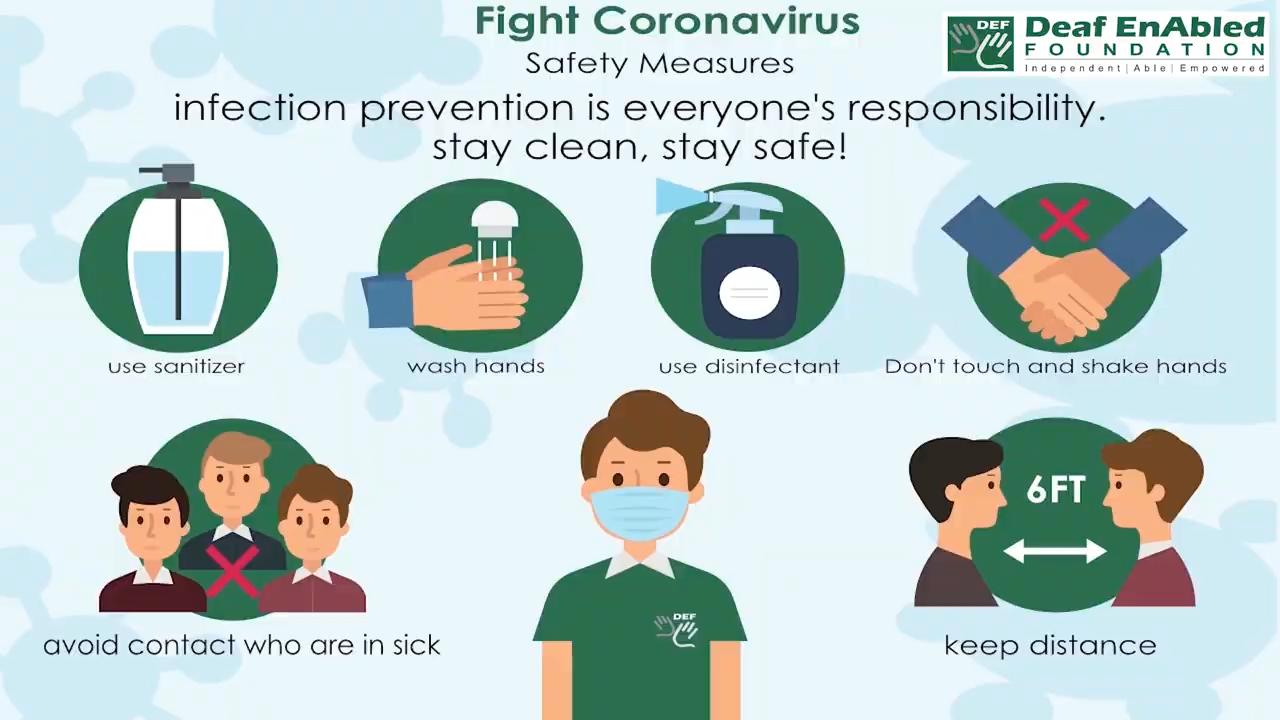 Fight Coronavirus
Safety Measures
DEF
Deaf EnAbled
FOUNDATION
Independent | Able | Empowered
infection prevention is everyone's responsibility.
stay clean, stay safe!
use sanitizer
wash hands
use disinfectant
Don't touch and shake hands
6FT
DEF
avoid contact who are in sick
keep distance